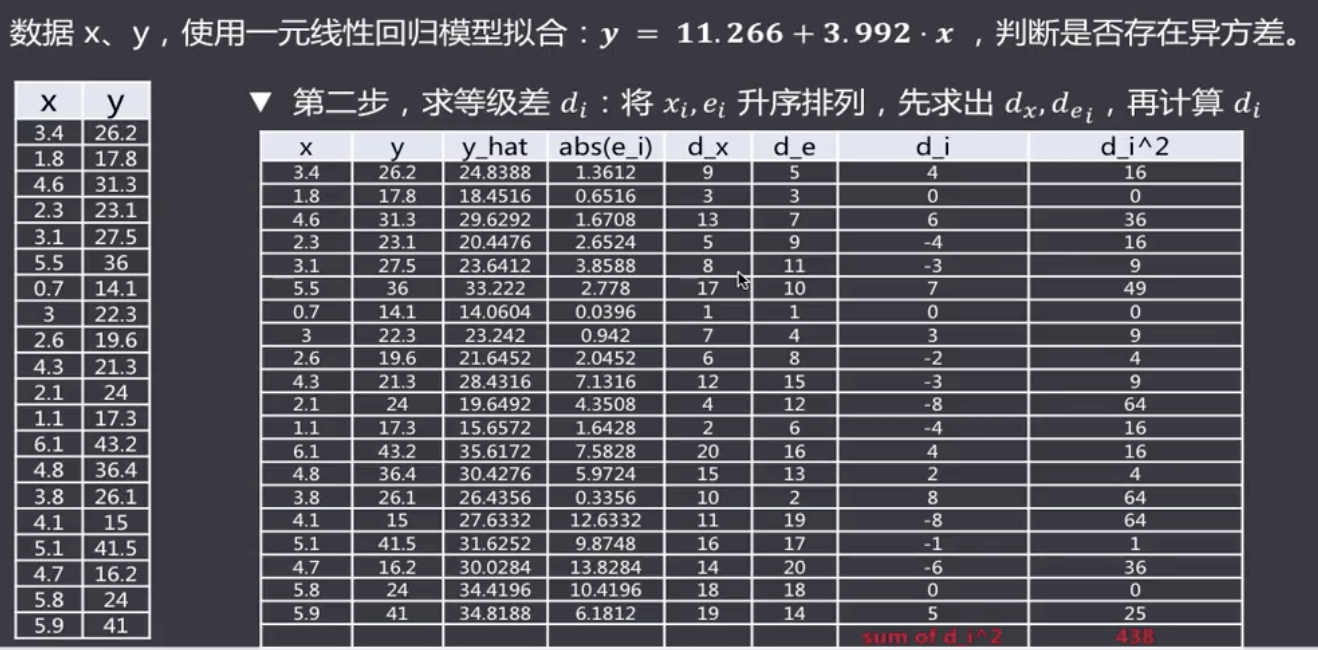 数据 x、y，使用一元线性回归模型拟合：y = 11.266 + 3.992 · x ，判断是否存在异方差。
▼ 第二步，求等级差 d_i：将 x_i, e_i 升序排列，先求出 d_x, d_{e_i}，再计算 d_i
x y
3.4 26.2
1.8 17.8
4.6 31.3
2.3 23.1
3.1 27.5
5.5 36
0.7 14.1
3 22.3
2.6 19.6
4.3 21.3
2.1 24
1.1 17.3
6.1 43.2
4.8 36.4
3.8 26.1
4.1 15
5.1 41.5
4.7 16.2
5.8 24
5.9 41
x y y_hat abs(e_i) d_x d_e d_i d_i^2
3.4 26.2 24.8388 1.3612 9 5 4 16
1.8 17.8 18.4516 0.6516 3 3 0 0
4.6 31.3 29.6292 1.6708 13 7 6 36
2.3 23.1 20.4476 2.6524 5 9 -4 16
3.1 27.5 23.6412 3.8588 8 11 -3 9
5.5 36 33.222 2.778 17 10 7 49
0.7 14.1 14.0604 0.0396 1 1 0 0
3 22.3 23.242 0.942 7 4 3 9
2.6 19.6 21.6452 2.0452 6 8 -2 4
4.3 21.3 28.4316 7.1316 12 15 -3 9
2.1 24 19.6492 4.3508 4 12 -8 64
1.1 17.3 15.6572 1.6428 2 6 -4 16
6.1 43.2 35.6172 7.5828 20 16 4 16
4.8 36.4 30.4276 5.9724 15 13 2 4
3.8 26.1 26.4356 0.3356 10 2 8 64
4.1 15 27.6332 12.6332 11 19 -8 64
5.1 41.5 31.6252 9.8748 16 17 -1 1
4.7 16.2 30.0284 13.8284 14 20 -6 36
5.8 24 34.4196 10.4196 18 18 0 0
5.9 41 34.8188 6.1812 19 14 5 25
sum of d_i^2 438